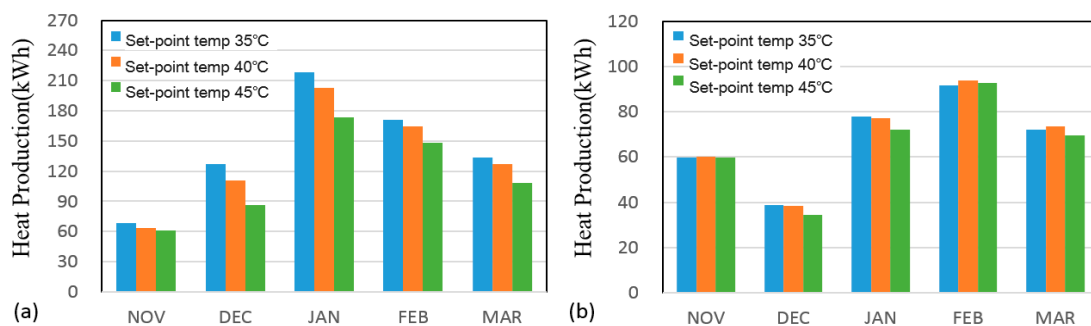 Heat Production(kWh)
270
240
210
180
150
120
90
60
30
0
Set-point temp 35℃
Set-point temp 40℃
Set-point temp 45℃
NOV DEC JAN FEB MAR
(a)
Heat Production(kWh)
120
100
80
60
40
20
0
Set-point temp 35℃
Set-point temp 40℃
Set-point temp 45℃
NOV DEC JAN FEB MAR
(b)